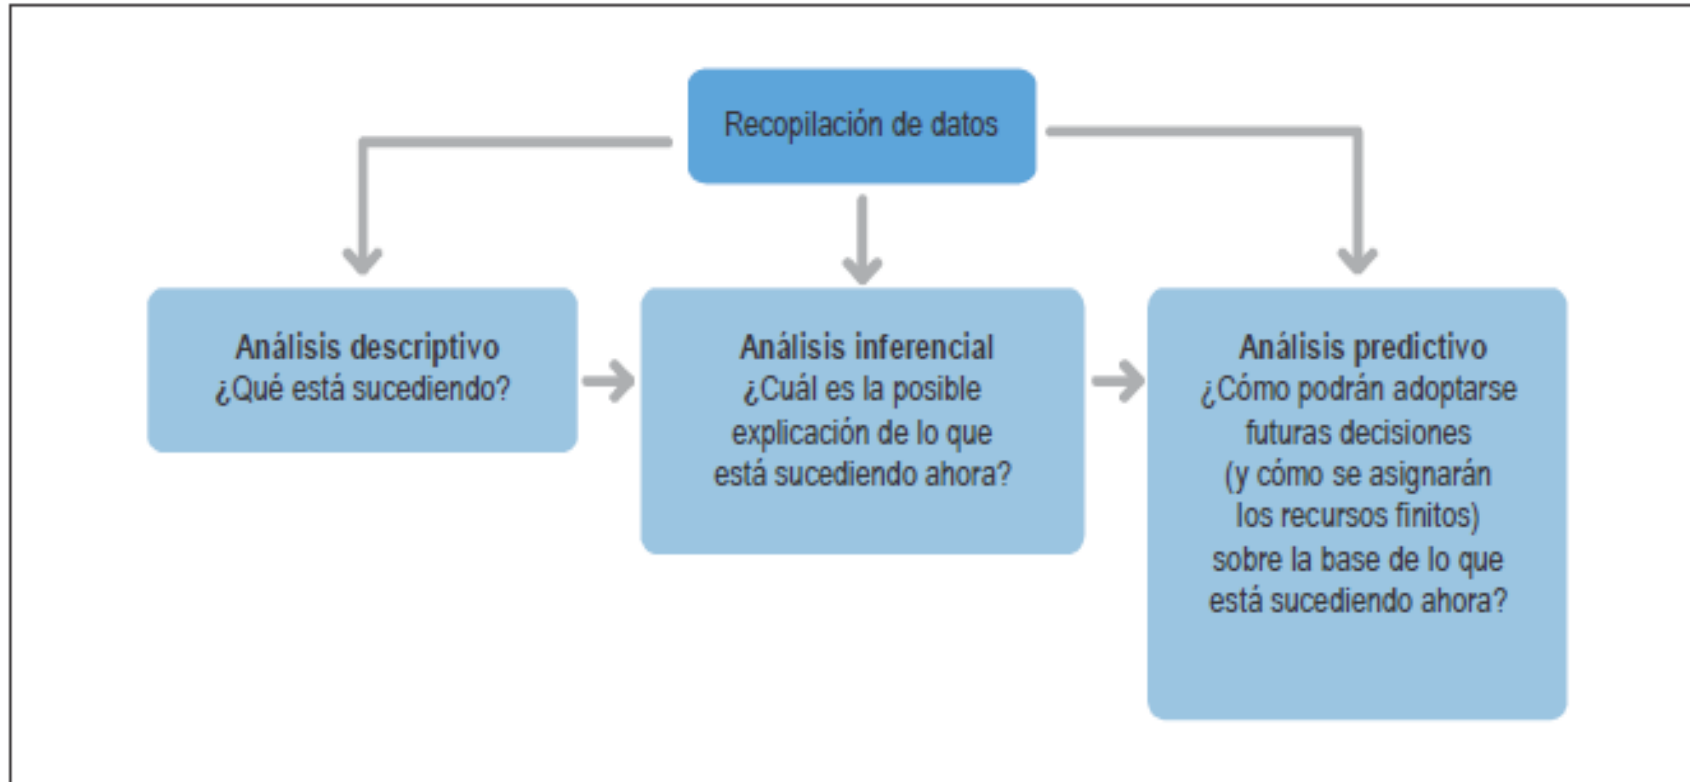 Recopilación de datos
Análisis descriptivo
¿Qué está sucediendo?
Análisis inferencial
¿Cuál es la posible
explicación de lo que
está sucediendo ahora?
Análisis predictivo
¿Cómo podrán adoptarse
futuras decisiones
(y cómo se asignarán
los recursos finitos)
sobre la base de lo que
está sucediendo ahora?